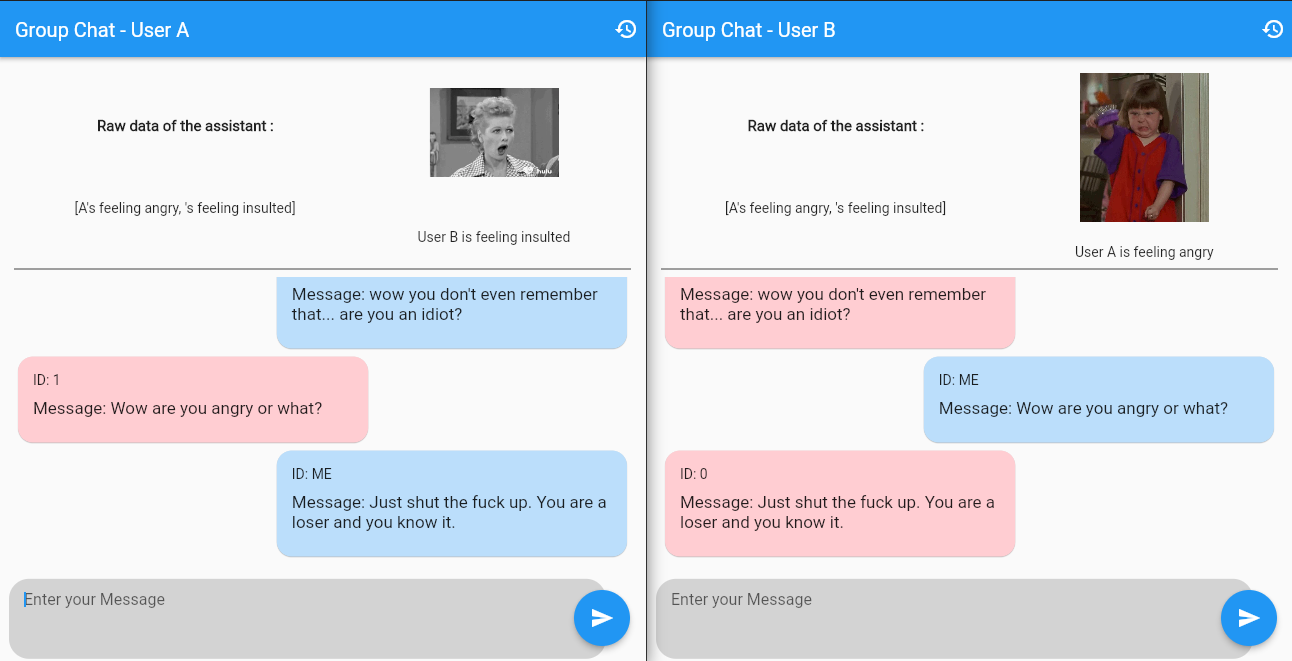 Group Chat - User A
Raw data of the assistant :
hulu
[A's feeling angry, 's feeling insulted]
User B is feeling insulted
Message: wow you don't even remember
that... are you an idiot?
ID: 1
Message: Wow are you angry or what?
ID: ME
Message: Just shut the fuck up. You are a
loser and you know it.
Enter your Message
Group Chat - User B
Raw data of the assistant :
[A's feeling angry, 's feeling insulted]
User A is feeling angry
Message: wow you don't even remember
that... are you an idiot?
ID: ME
Message: Wow are you angry or what?
ID: 0
Message: Just shut the fuck up. You are a
loser and you know it.
Enter your Message